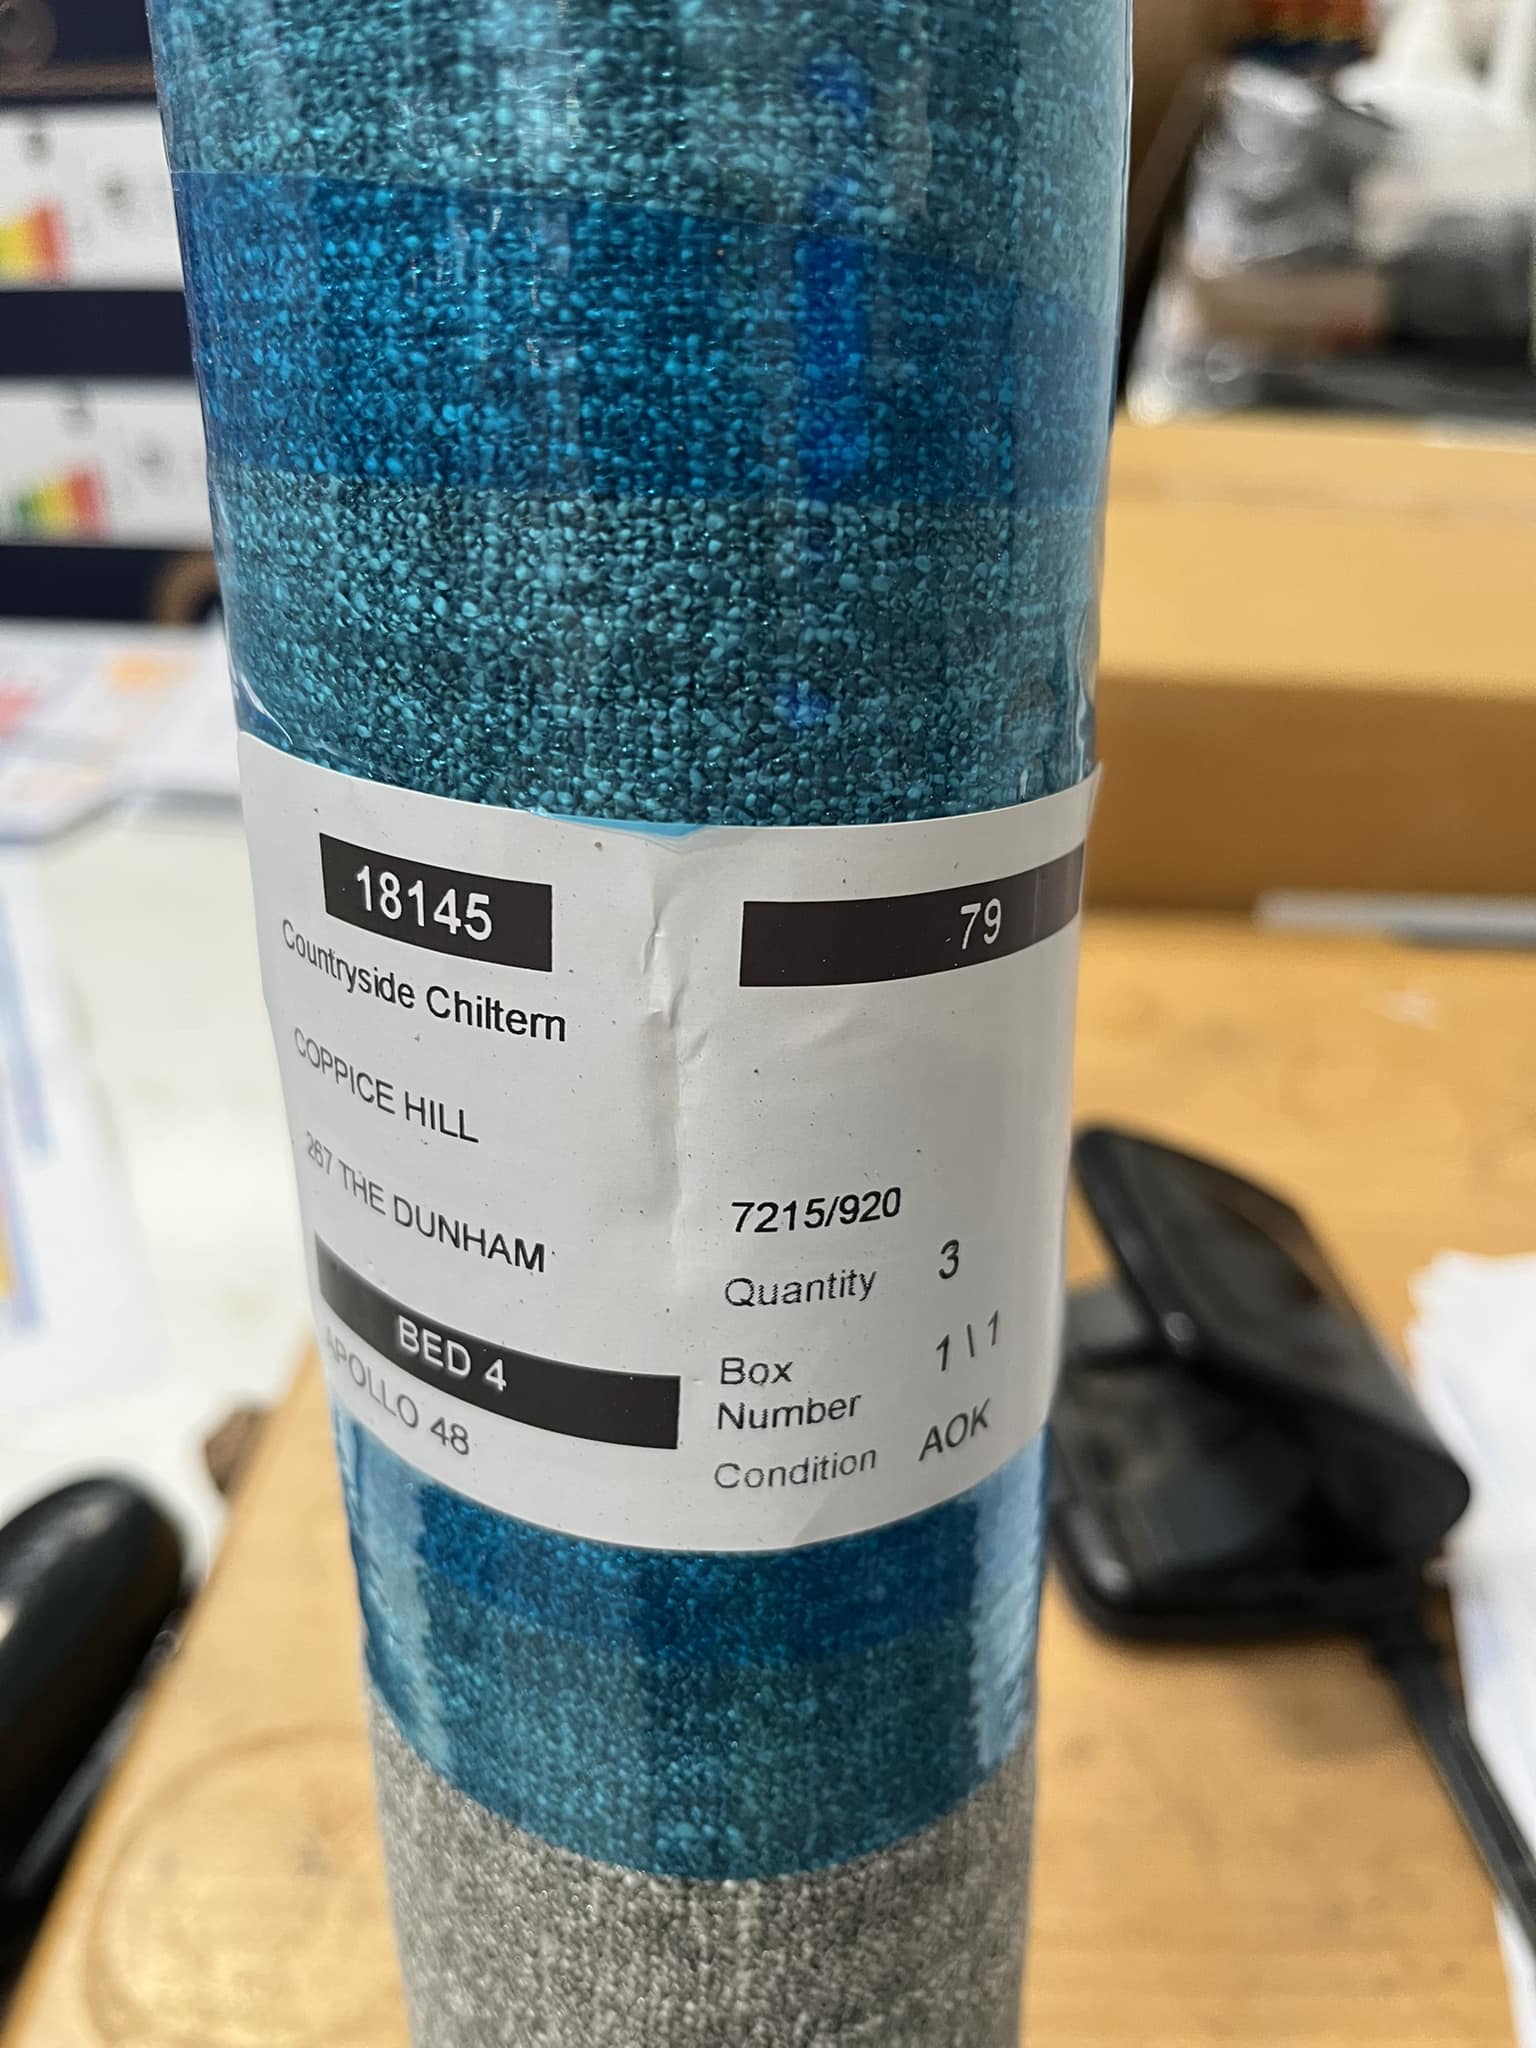 18145
Countryside Chiltern
COPPICE HILL
267 THE DUNHAM
BED 4
APOLLO 48
79
7215/920
Quantity 3
Box Number 1 \ 1
Condition AOK